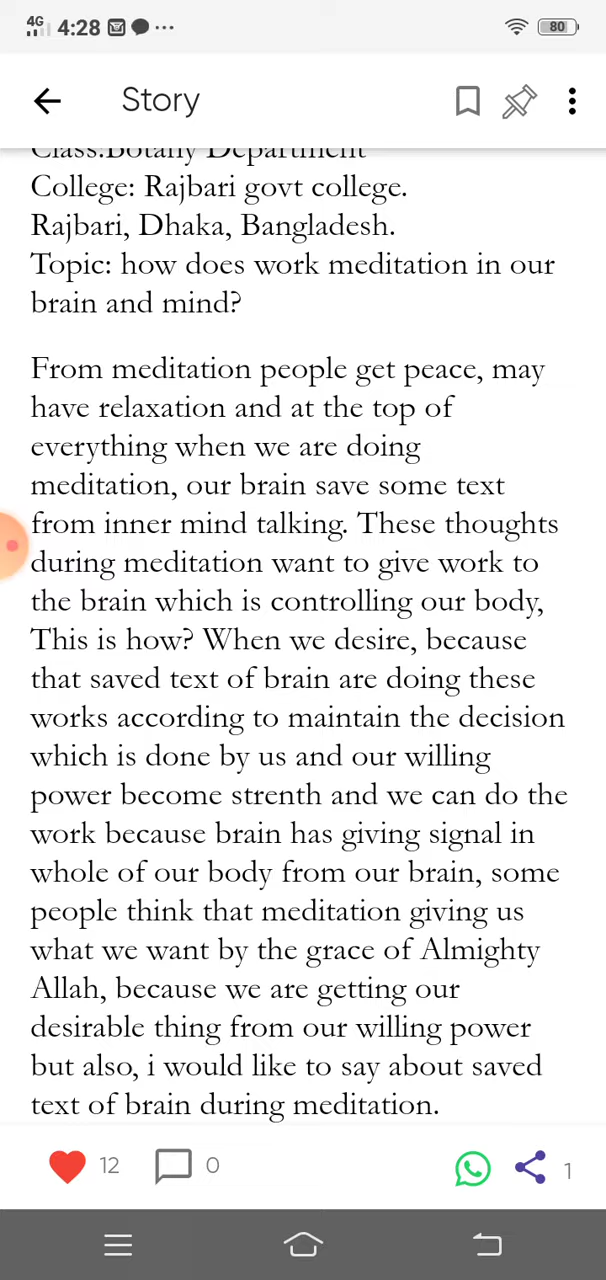 4G 4:28 80
Story
Class:Botany Department
College: Rajbari govt college.
Rajbari, Dhaka, Bangladesh.
Topic: how does work meditation in our
brain and mind?
From meditation people get peace, may
have relaxation and at the top of
everything when we are doing
meditation, our brain save some text
from inner mind talking. These thoughts
during meditation want to give work to
the brain which is controlling our body,
This is how? When we desire, because
that saved text of brain are doing these
works according to maintain the decision
which is done by us and our willing
power become strenth and we can do the
work because brain has giving signal in
whole of our body from our brain, some
people think that meditation giving us
what we want by the grace of Almighty
Allah, because we are getting our
desirable thing from our willing power
but also, i would like to say about saved
text of brain during meditation.
12 0 1